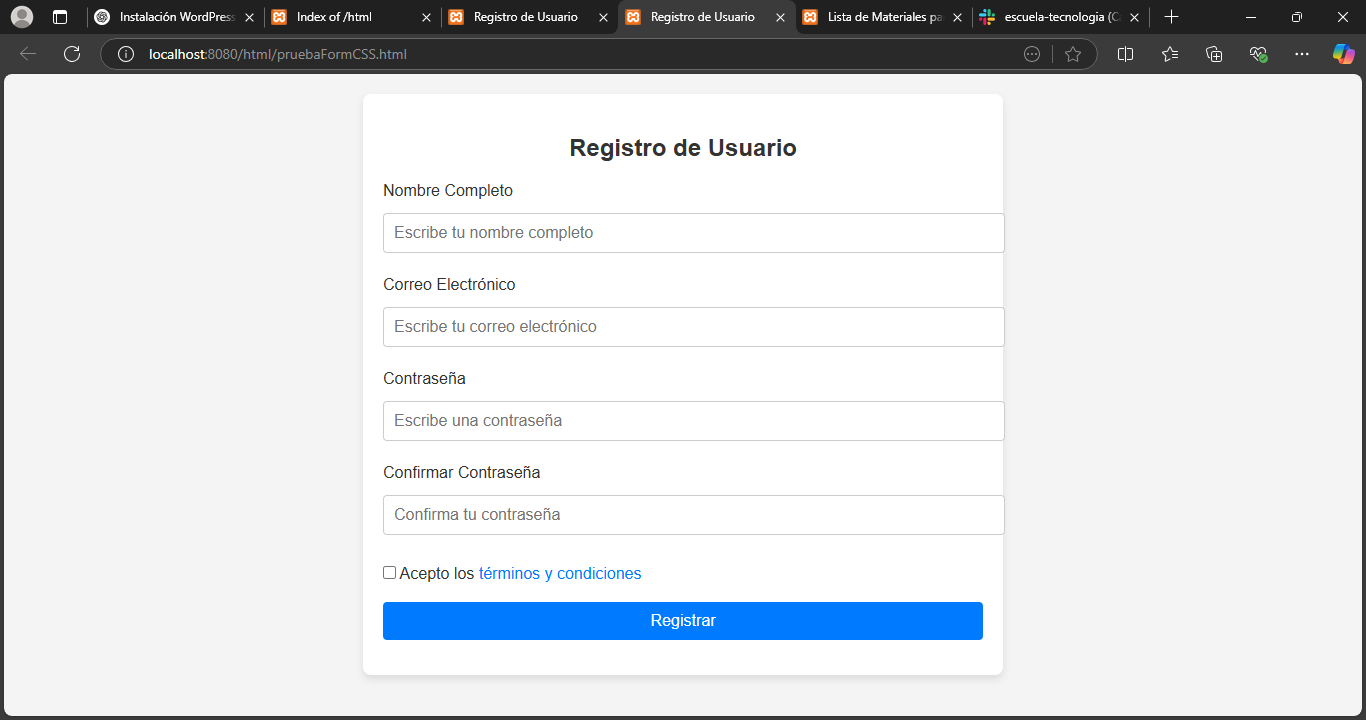 Instalación WordPress
Index of /html
Registro de Usuario
Registro de Usuario
Lista de Materiales pa
escuela-tecnologia (C
localhost:8080/html/pruebaFormCSS.html
Registro de Usuario
Nombre Completo
Escribe tu nombre completo
Correo Electrónico
Escribe tu correo electrónico
Contraseña
Escribe una contraseña
Confirmar Contraseña
Confirma tu contraseña
Acepto los términos y condiciones
Registrar